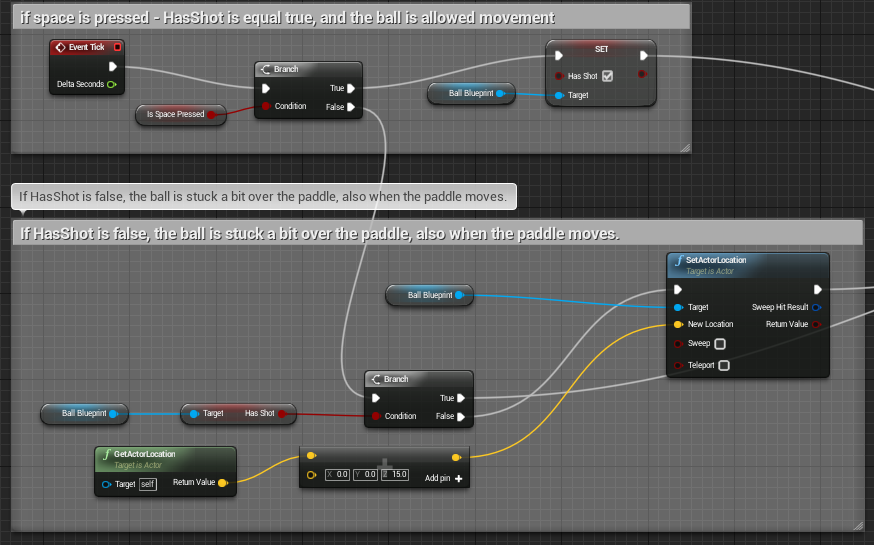 if space is pressed - HasShot is equal true, and the ball is allowed movement
Event Tick
Delta Seconds
Is Space Pressed
Branch
True
Condition
False
SET
Has Shot
Target
Ball Blueprint
If HasShot is false, the ball is stuck a bit over the paddle, also when the paddle moves.
If HasShot is false, the ball is stuck a bit over the paddle, also when the paddle moves.
Ball Blueprint
SetActorLocation
Target is Actor
Target
Sweep Hit Result
New Location
Return Value
Sweep
Teleport
Branch
True
Condition
False
Ball Blueprint
Target
Has Shot
GetActorLocation
Target is Actor
Target self
Return Value
X 0.0 Y 0.0 Z 15.0
Add pin